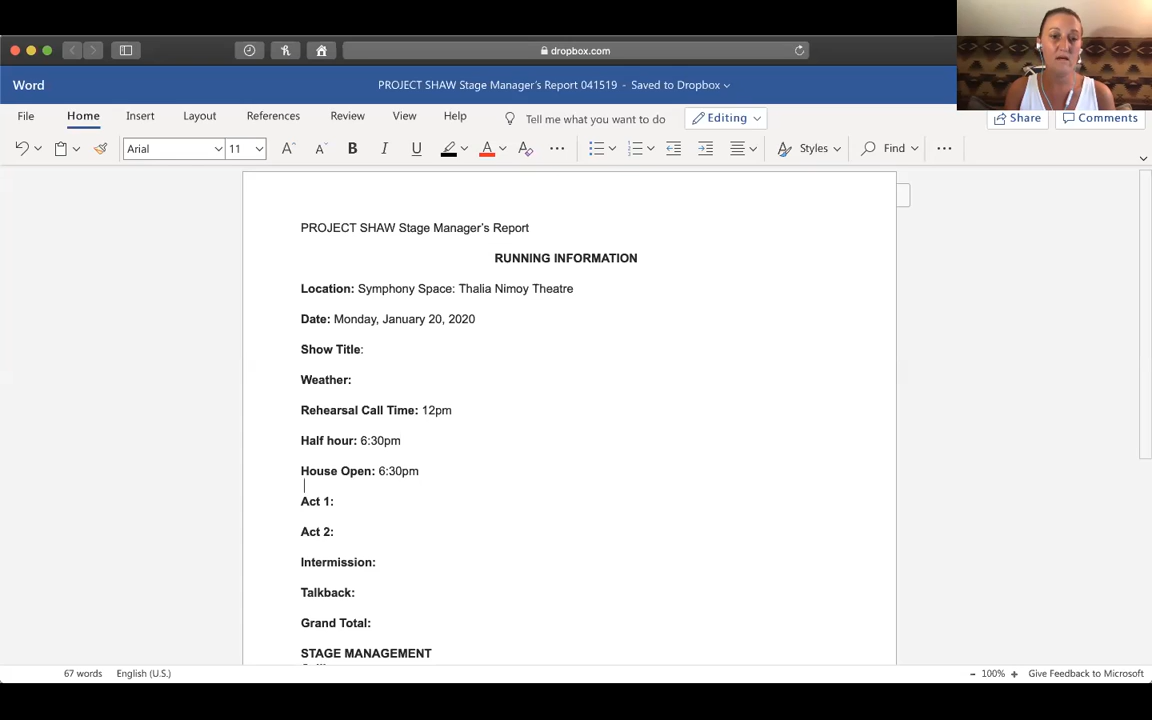 dropbox.com
Word
PROJECT SHAW Stage Manager's Report 041519 - Saved to Dropbox
File Home Insert Layout References Review View Help Tell me what you want to do Editing Share Comments
Arial 11 B I U A Styles Find
PROJECT SHAW Stage Manager's Report
RUNNING INFORMATION
Location: Symphony Space: Thalia Nimoy Theatre
Date: Monday, January 20, 2020
Show Title:
Weather:
Rehearsal Call Time: 12pm
Half hour: 6:30pm
House Open: 6:30pm
Act 1:
Act 2:
Intermission:
Talkback:
Grand Total:
STAGE MANAGEMENT
67 words English (U.S.) - 100% + Give Feedback to Microsoft